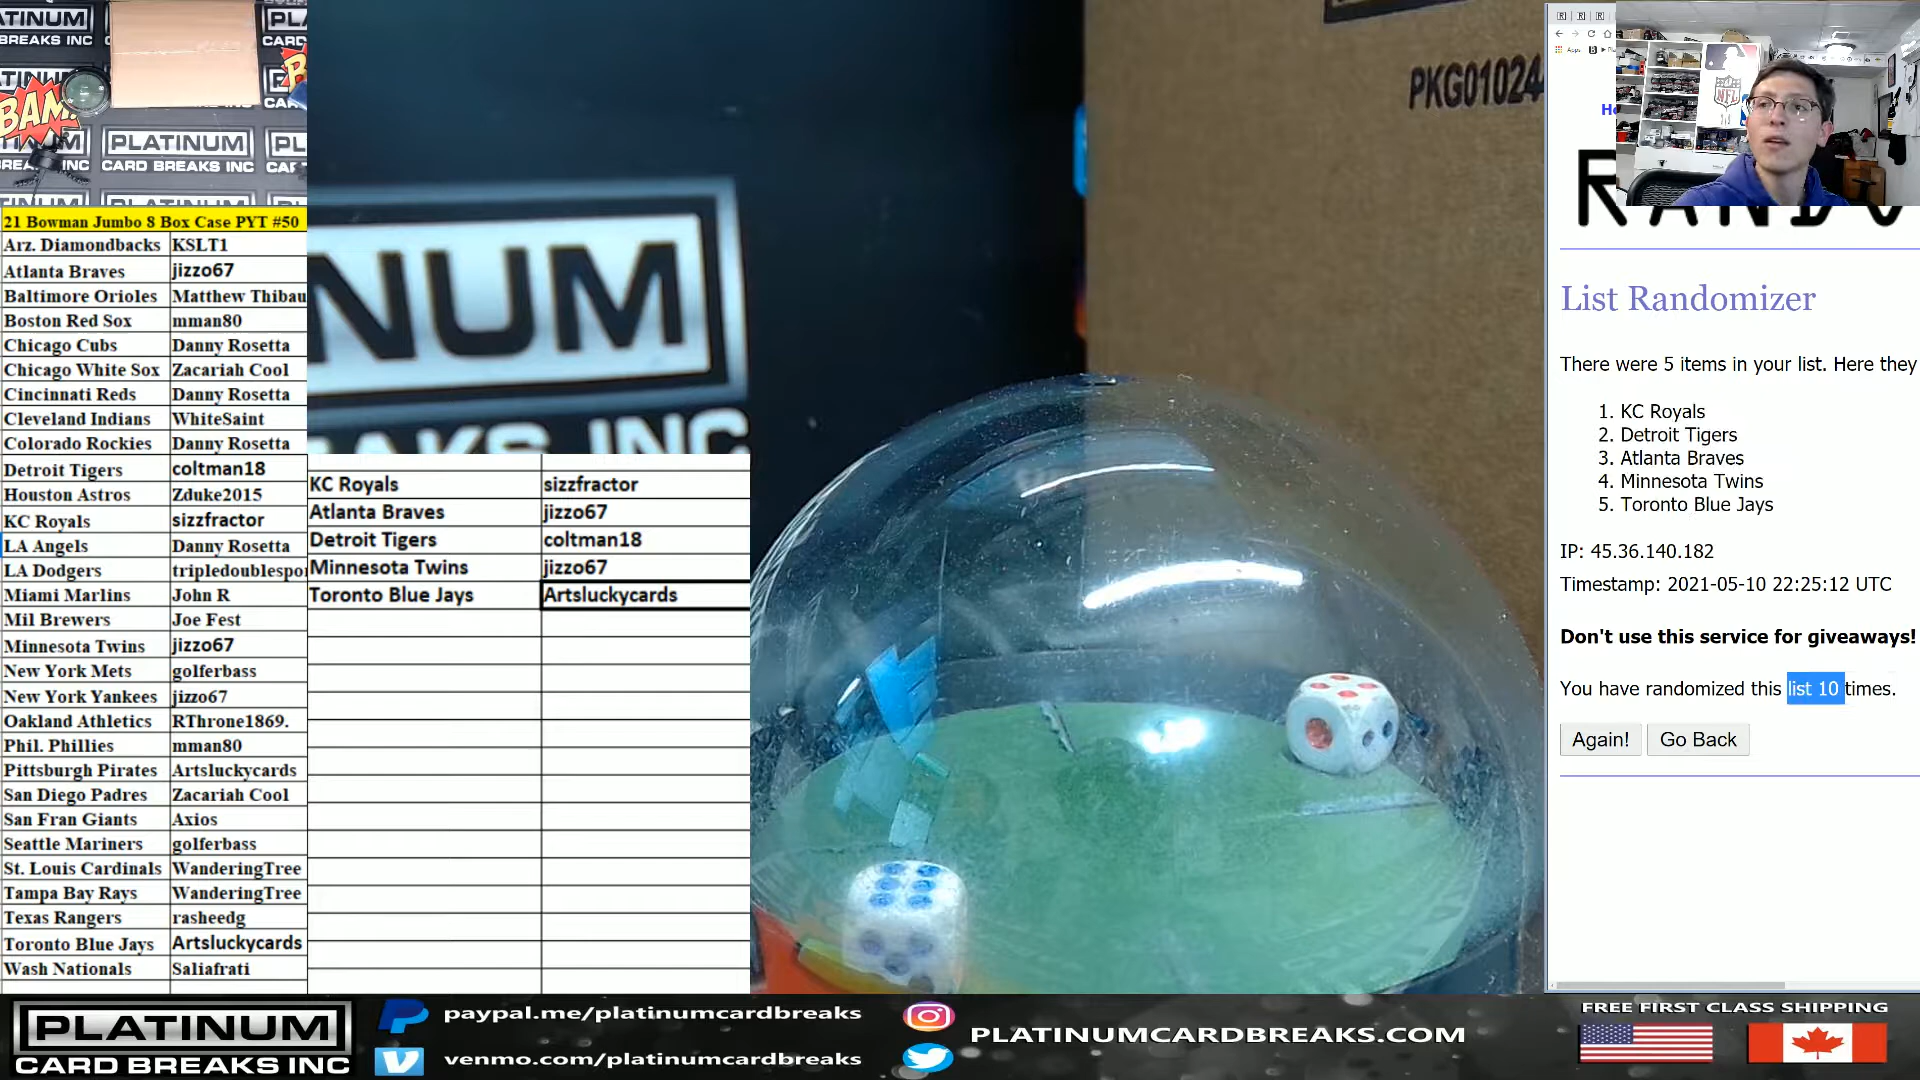 PLATINUM
CARD BREAKS INC
BAM!
21 Bowman Jumbo 8 Box Case PYT #50
Arz. Diamondbacks KSLT1
Atlanta Braves jizzo67
Baltimore Orioles Matthew Thibau
Boston Red Sox mman80
Chicago Cubs Danny Rosetta
Chicago White Sox Zacariah Cool
Cincinnati Reds Danny Rosetta
Cleveland Indians WhiteSaint
Colorado Rockies Danny Rosetta
Detroit Tigers coltman18
Houston Astros Zduke2015
KC Royals sizzfractor
LA Angels Danny Rosetta
LA Dodgers tripledoublespo
Miami Marlins John R
Mil Brewers Joe Fest
Minnesota Twins jizzo67
New York Mets golferbass
New York Yankees jizzo67
Oakland Athletics RThrone1869.
Phil. Phillies mman80
Pittsburgh Pirates Artsluckycards
San Diego Padres Zacariah Cool
San Fran Giants Axios
Seattle Mariners golferbass
St. Louis Cardinals WanderingTree
Tampa Bay Rays WanderingTree
Texas Rangers rasheedg
Toronto Blue Jays Artsluckycards
Wash Nationals Saliafrati
NUM
EAKS INC
PKG01024
KC Royals sizzfractor
Atlanta Braves jizzo67
Detroit Tigers coltman18
Minnesota Twins jizzo67
Toronto Blue Jays Artsluckycards
Apps
NFL
RANDO
List Randomizer
There were 5 items in your list. Here they
1. KC Royals
2. Detroit Tigers
3. Atlanta Braves
4. Minnesota Twins
5. Toronto Blue Jays
IP: 45.36.140.182
Timestamp: 2021-05-10 22:25:12 UTC
Don't use this service for giveaways!
You have randomized this list 10 times.
Again! Go Back
PLATINUM
CARD BREAKS INC
paypal.me/platinumcardbreaks
venmo.com/platinumcardbreaks
PLATINUMCARDBREAKS.COM
FREE FIRST CLASS SHIPPING